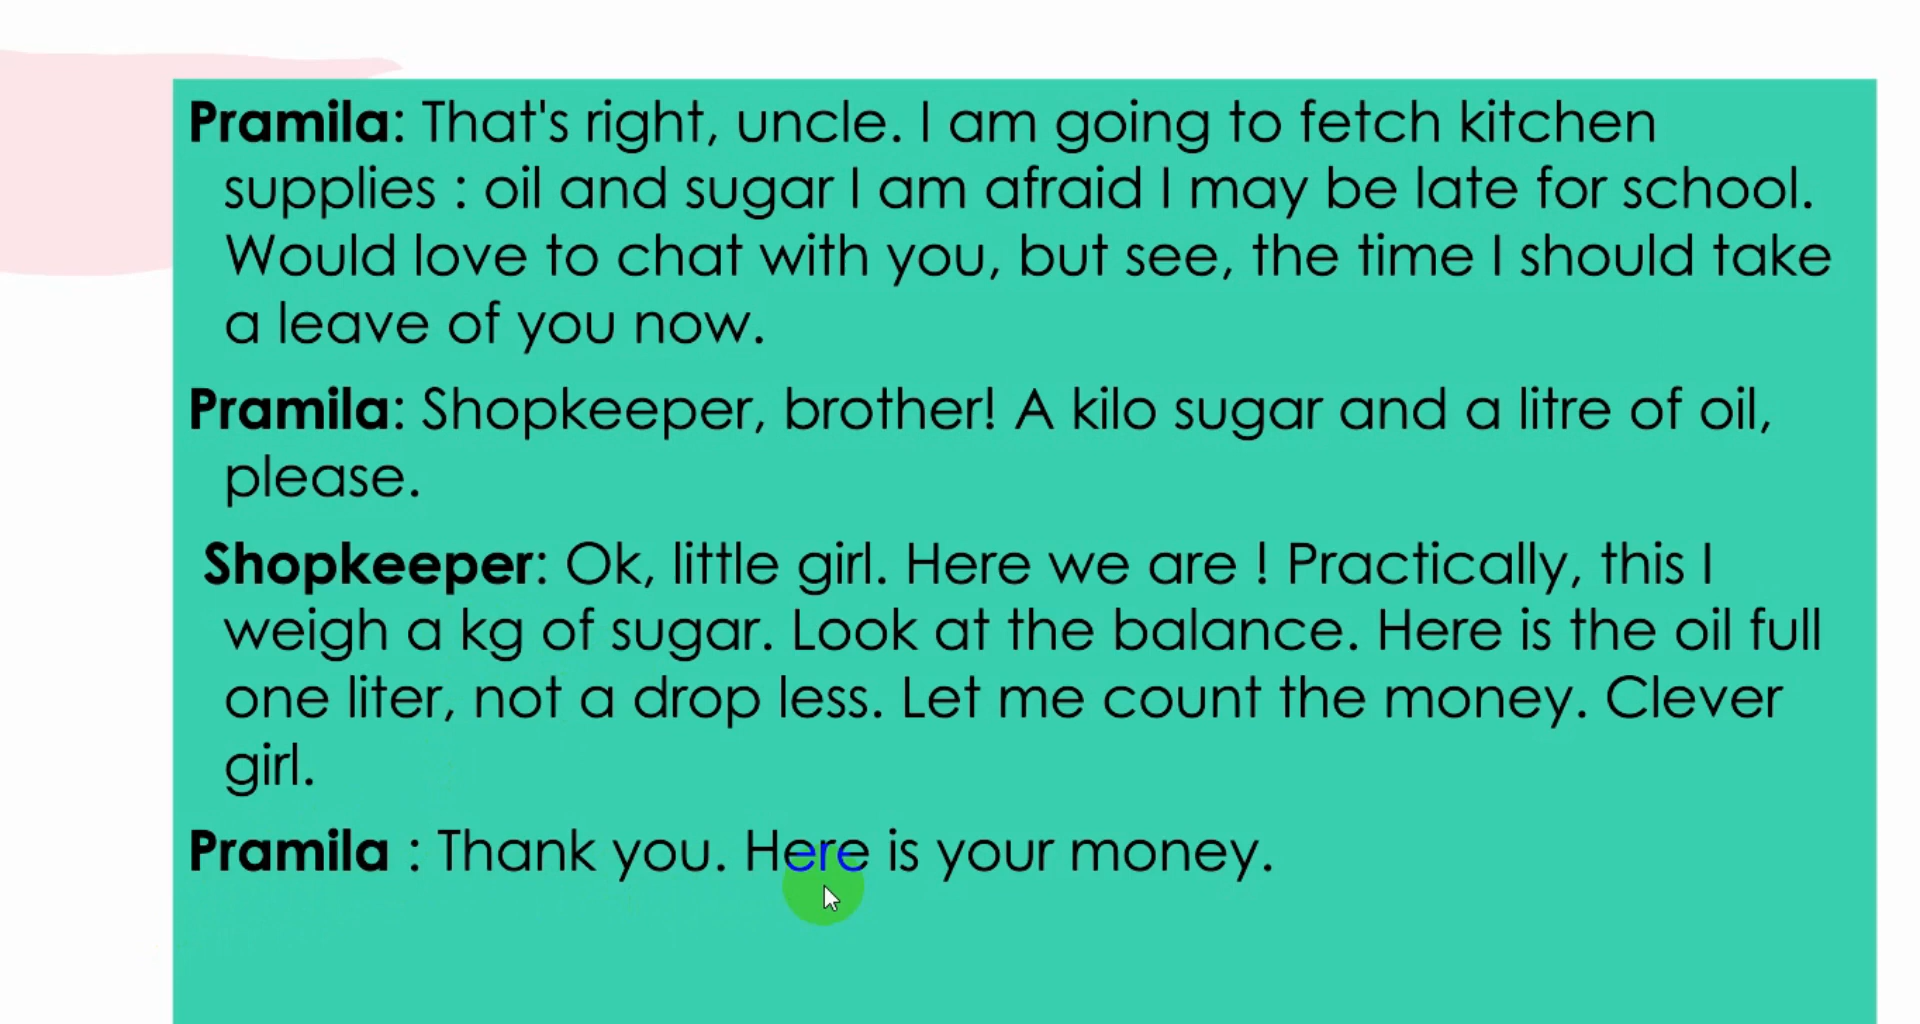 Pramila: That's right, uncle. I am going to fetch kitchen
supplies : oil and sugar I am afraid I may be late for school.
Would love to chat with you, but see, the time I should take
a leave of you now.
Pramila: Shopkeeper, brother! A kilo sugar and a litre of oil,
please.
Shopkeeper: Ok, little girl. Here we are ! Practically, this I
weigh a kg of sugar. Look at the balance. Here is the oil full
one liter, not a drop less. Let me count the money. Clever
girl.
Pramila : Thank you. Here is your money.